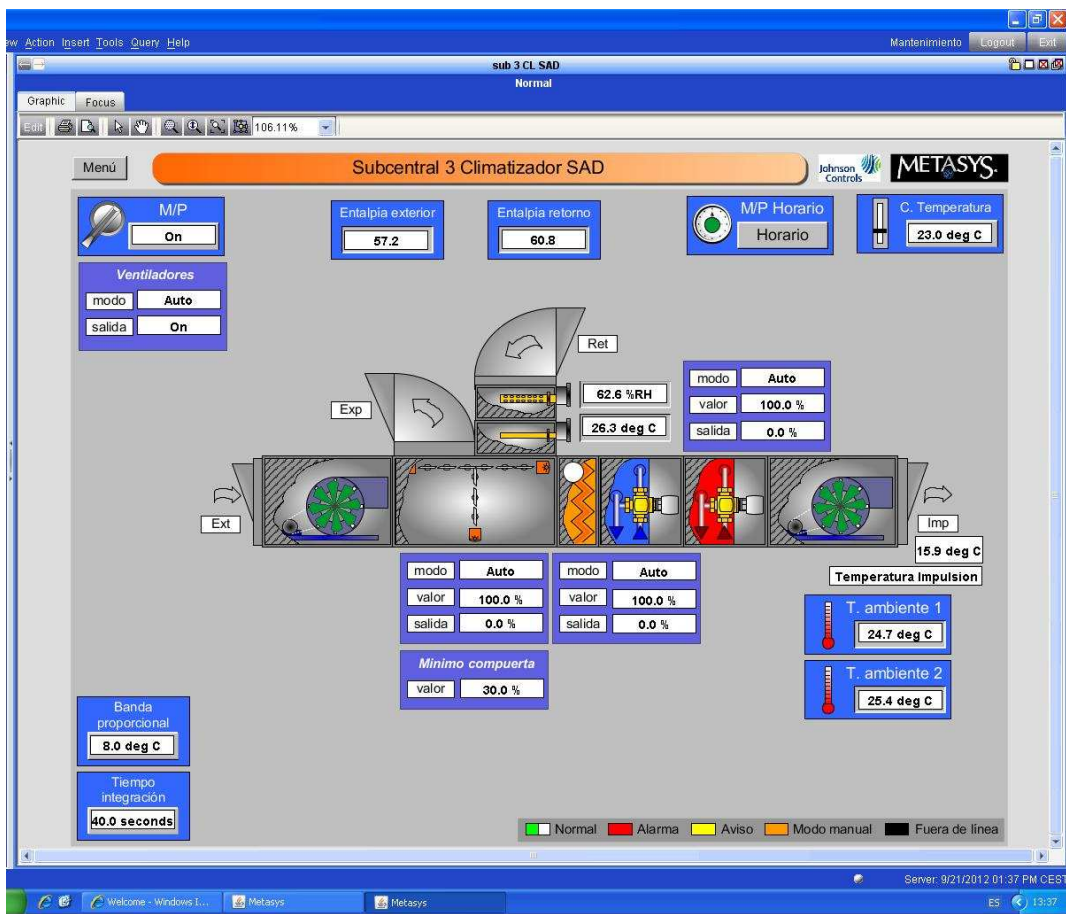 ew Action Insert Tools Query Help
Mantenimiento Logout Exit
sub 3 CL SAD
Normal
Graphic Focus
Edit 106.11%
Menú
Subcentral 3 Climatizador SAD
Johnson Controls
METASYS.
M/P
On
Entalpia exterior
57.2
Entalpia retorno
60.8
M/P Horario
Horario
C. Temperatura
23.0 deg C
Ventiladores
modo Auto
salida On
Ret
62.6 %RH
26.3 deg C
modo Auto
valor 100.0 %
salida 0.0 %
Exp
Ext
Imp
15.9 deg C
Temperatura Impulsion
modo Auto
valor 100.0 %
salida 0.0 %
modo Auto
valor 100.0 %
salida 0.0 %
Mínimo compuerta
valor 30.0 %
T. ambiente 1
24.7 deg C
T. ambiente 2
25.4 deg C
Banda
proporcional
8.0 deg C
Tiempo
integración
40.0 seconds
Normal Alarma Aviso Modo manual Fuera de línea
Server: 9/21/2012 01:37 PM CEST
Welcome - Windows I... Metasys Metasys ES 13:37